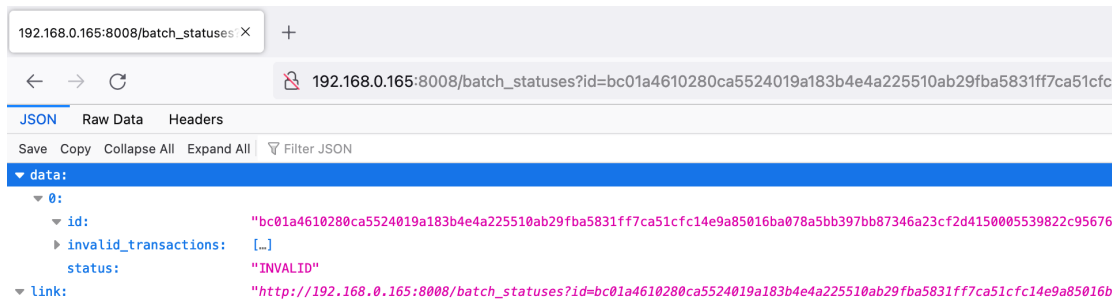 192.168.0.165:8008/batch_statuses?
192.168.0.165:8008/batch_statuses?id=bc01a4610280ca5524019a183b4e4a225510ab29fba5831ff7ca51cfc
JSON Raw Data Headers
Save Copy Collapse All Expand All Filter JSON
data:
0:
id: "bc01a4610280ca5524019a183b4e4a225510ab29fba5831ff7ca51cfc14e9a85016ba078a5bb397bb87346a23cf2d4150005539822c95676
invalid_transactions: […]
status: "INVALID"
link: "http://192.168.0.165:8008/batch_statuses?id=bc01a4610280ca5524019a183b4e4a225510ab29fba5831ff7ca51cfc14e9a85016b